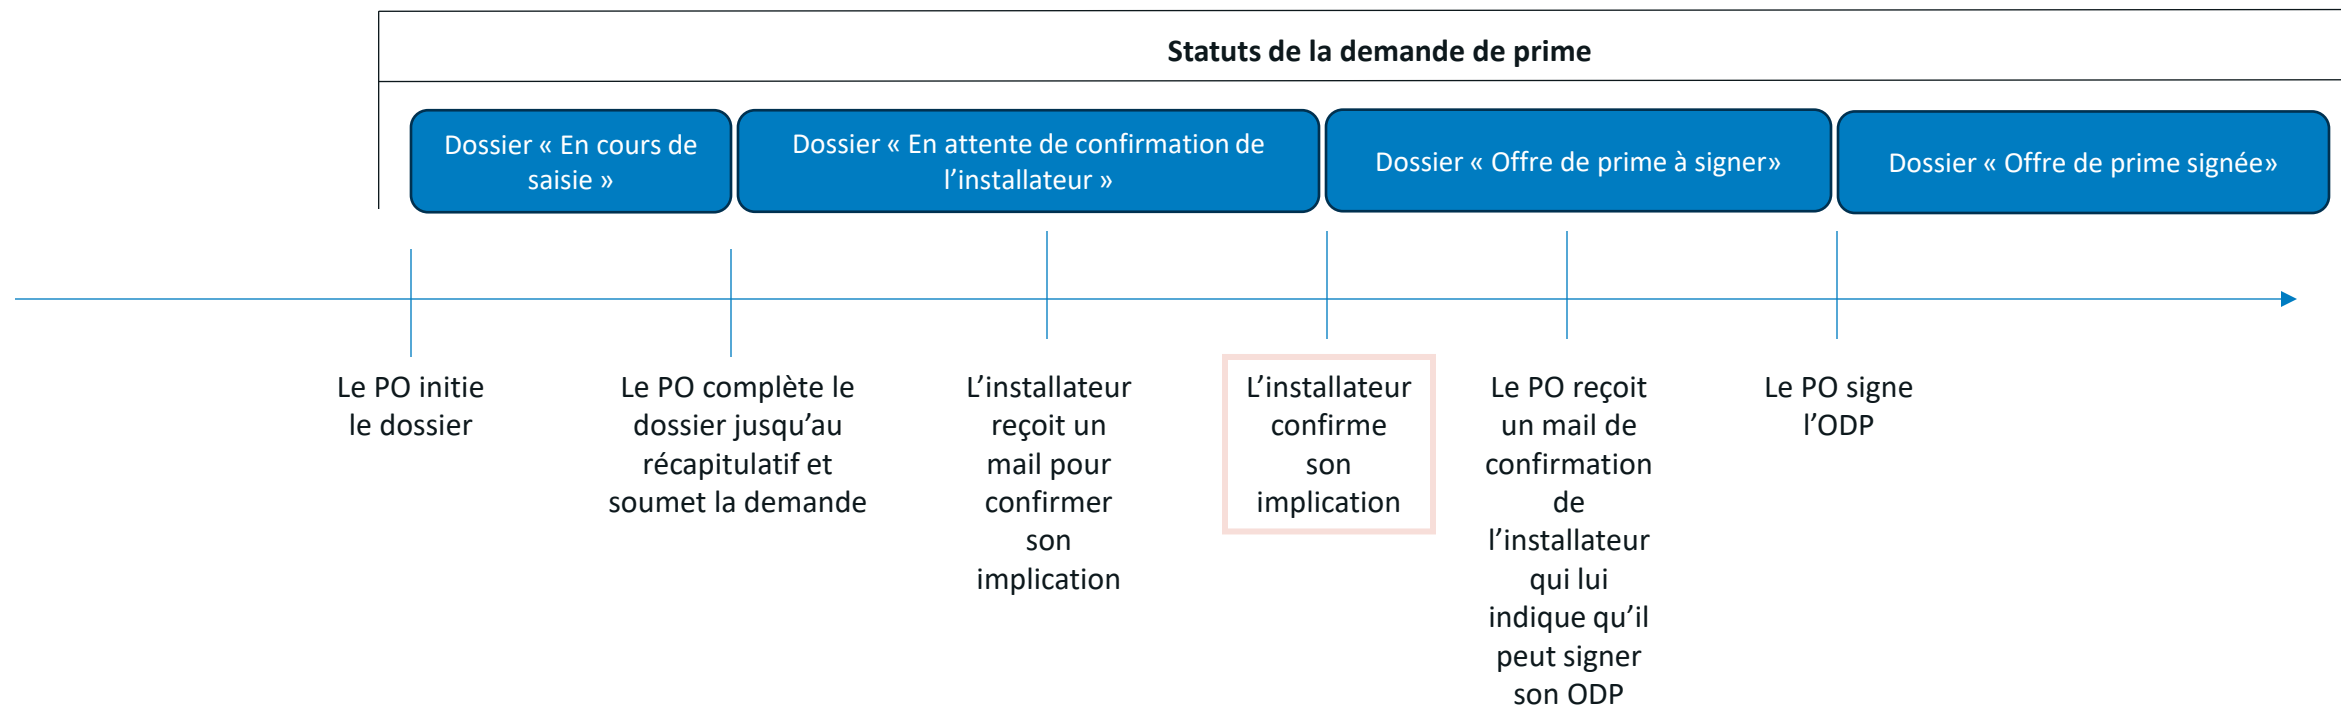 Statuts de la demande de prime
Dossier « En cours de
saisie »
Dossier « En attente de confirmation de
l’installateur »
Dossier « Offre de prime à signer»
Dossier « Offre de prime signée»
Le PO initie
le dossier
Le PO complète le
dossier jusqu’au
récapitulatif et
soumet la demande
L’installateur
reçoit un
mail pour
confirmer
son
implication
L’installateur
confirme
son
implication
Le PO reçoit
un mail de
confirmation
de
l’installateur
qui lui
indique qu’il
peut signer
son ODP
Le PO signe
l’ODP